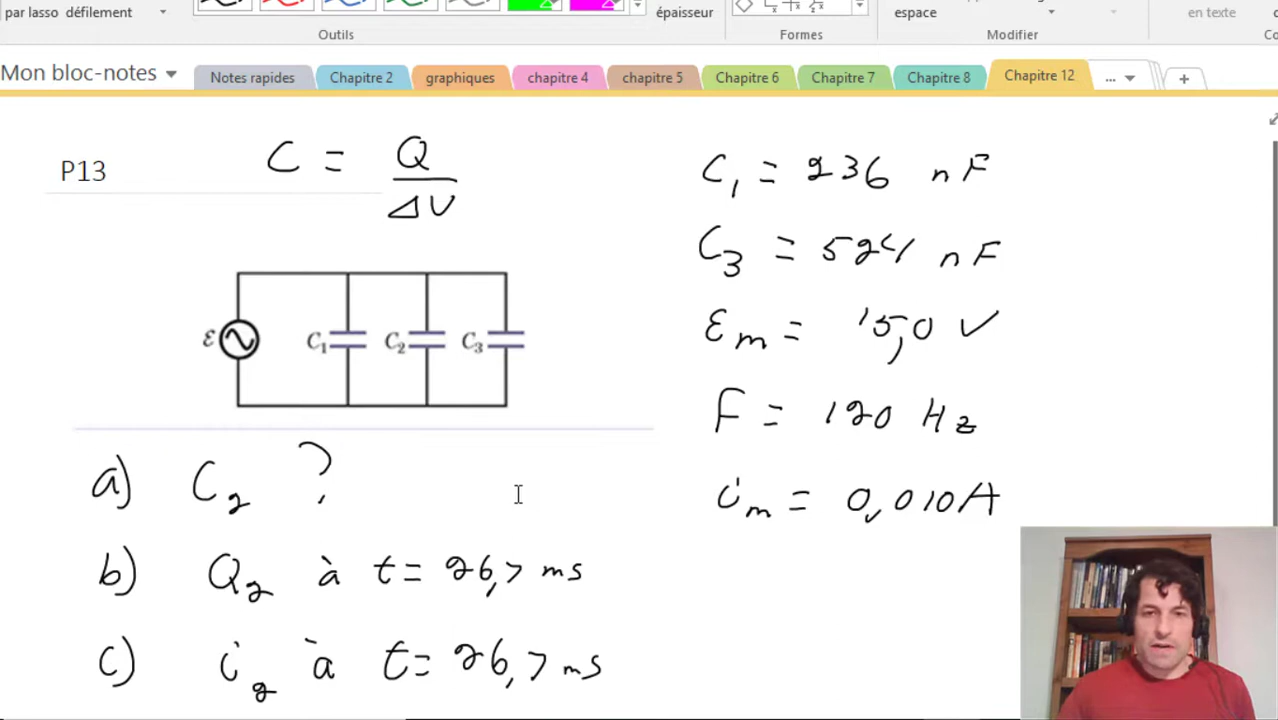 par lasso défilement
épaisseur
espace
en texte
Outils
Formes
Modifier
Mon bloc-notes
Notes rapides
Chapitre 2
graphiques
chapitre 4
chapitre 5
Chapitre 6
Chapitre 7
Chapitre 8
Chapitre 12
...
P13
C = Q / ΔV
C₁ = 236 nF
C₃ = 524 nF
εm = 15,0 V
F = 120 Hz
im = 0,010 A
ε
C₁
C₂
C₃
a) C₂ ?
b) Q₂ à t = 26,7 ms
c) i₂ à t = 26,7 ms